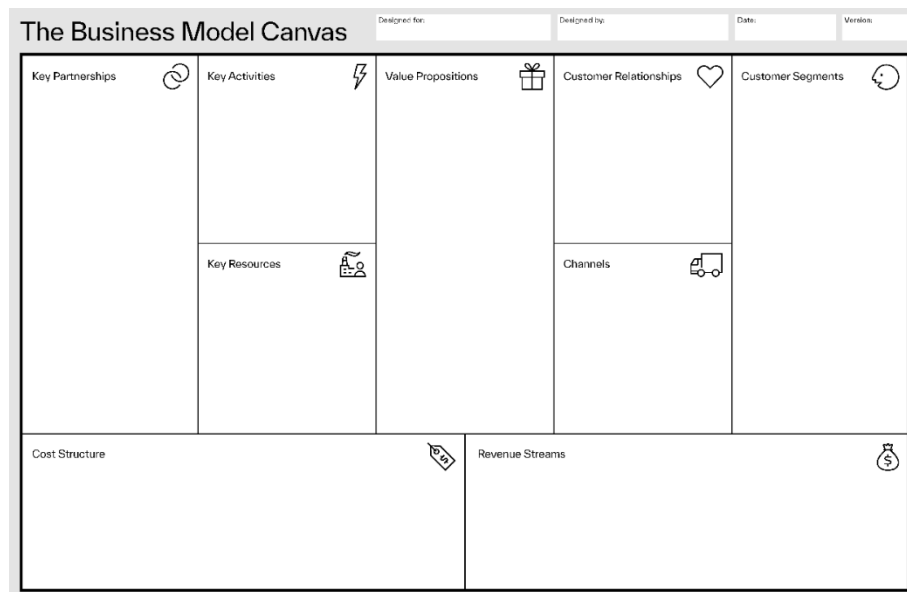 The Business Model Canvas
Designed for:
Designed by:
Date:
Version:
Key Partnerships
Key Activities
Value Propositions
Customer Relationships
Customer Segments
Key Resources
Channels
Cost Structure
$
Revenue Streams
$